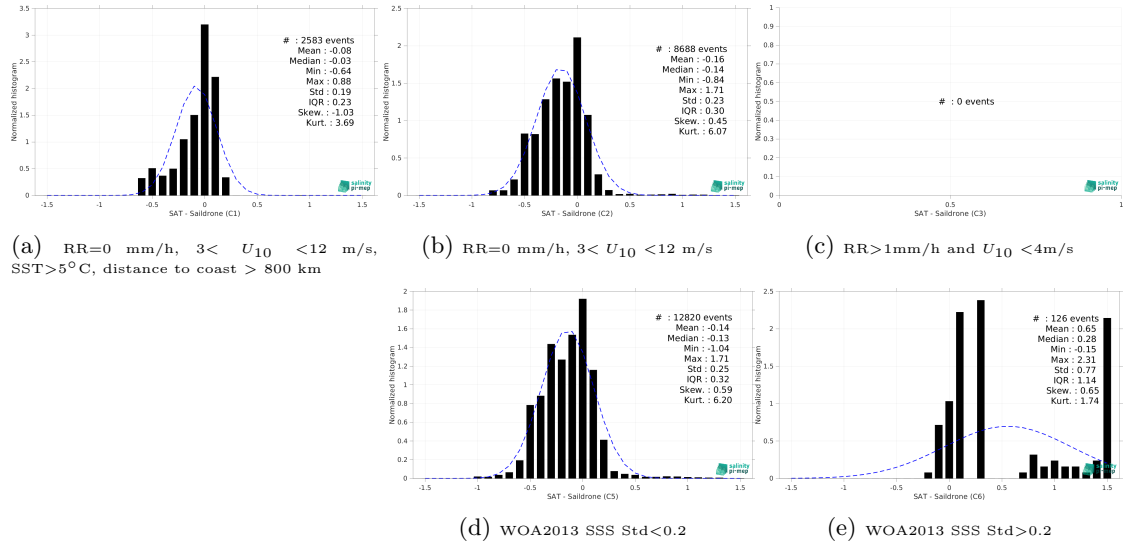 3.5
3
2.5
2
1.5
1
0.5
0
Normalized histogram
# : 2583 events
Mean : -0.08
Median : -0.03
Min : -0.64
Max : 0.88
Std : 0.19
IQR : 0.23
Skew. : -1.03
Kurt. : 3.69
salinity
pi-mep
-1.5 -1 -0.5 0 0.5 1 1.5
SAT - Saildrone (C1)
(a) RR=0 mm/h, 3< U10 <12 m/s,
SST>5°C, distance to coast > 800 km
2.5
2
1.5
1
0.5
0
Normalized histogram
# : 8688 events
Mean : -0.16
Median : -0.14
Min : -0.84
Max : 1.71
Std : 0.23
IQR : 0.30
Skew. : 0.45
Kurt. : 6.07
salinity
pi-mep
-1.5 -1 -0.5 0 0.5 1 1.5
SAT - Saildrone (C2)
(b) RR=0 mm/h, 3< U10 <12 m/s
1
0.9
0.8
0.7
0.6
0.5
0.4
0.3
0.2
0.1
0
Normalized histogram
# : 0 events
salinity
pi-mep
0 0.5 1
SAT - Saildrone (C3)
(c) RR>1mm/h and U10 <4m/s
2
1.8
1.6
1.4
1.2
1
0.8
0.6
0.4
0.2
0
Normalized histogram
# : 12820 events
Mean : -0.14
Median : -0.13
Min : -1.04
Max : 1.71
Std : 0.25
IQR : 0.32
Skew. : 0.59
Kurt. : 6.20
salinity
pi-mep
-1.5 -1 -0.5 0 0.5 1 1.5
SAT - Saildrone (C5)
(d) WOA2013 SSS Std<0.2
2.5
2
1.5
1
0.5
0
Normalized histogram
# : 126 events
Mean : 0.65
Median : 0.28
Min : -0.15
Max : 2.31
Std : 0.77
IQR : 1.14
Skew. : 0.65
Kurt. : 1.74
salinity
pi-mep
-1.5 -1 -0.5 0 0.5 1 1.5
SAT - Saildrone (C6)
(e) WOA2013 SSS Std>0.2